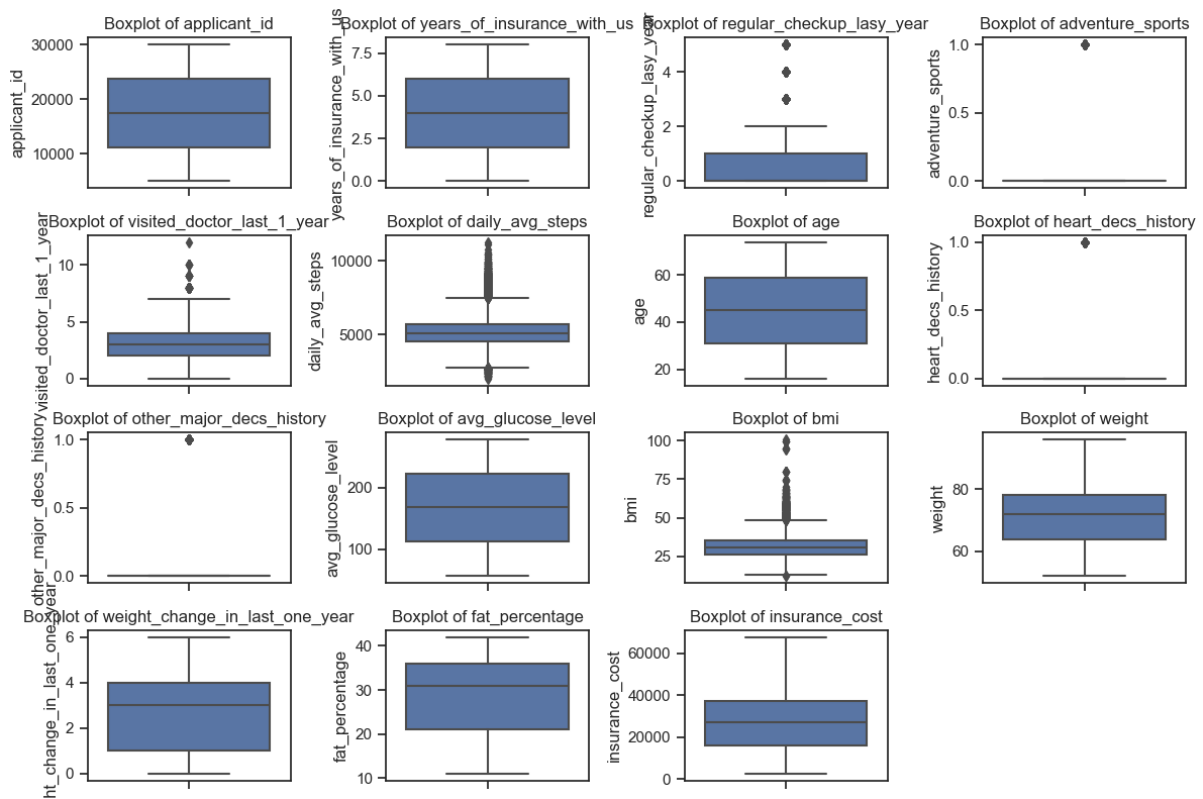 Boxplot of applicant_id
applicant_id
30000
20000
10000
Boxplot of years_of_insurance_with_us
years_of_insurance_with_us
7.5
5.0
2.5
0.0
Boxplot of regular_checkup_lasy_year
regular_checkup_lasy_year
4
2
0
Boxplot of adventure_sports
adventure_sports
1.0
0.5
0.0
Boxplot of visited_doctor_last_1_year
visited_doctor_last_1_year
10
5
0
Boxplot of daily_avg_steps
daily_avg_steps
10000
5000
Boxplot of age
age
60
40
20
Boxplot of heart_decs_history
heart_decs_history
1.0
0.5
0.0
Boxplot of other_major_decs_history
other_major_decs_history
1.0
0.5
0.0
Boxplot of avg_glucose_level
avg_glucose_level
200
100
Boxplot of bmi
bmi
100
75
50
25
Boxplot of weight
weight
80
60
Boxplot of weight_change_in_last_one_year
ht_change_in_last_one_year
6
4
2
0
Boxplot of fat_percentage
fat_percentage
40
30
20
10
Boxplot of insurance_cost
insurance_cost
60000
40000
20000
0